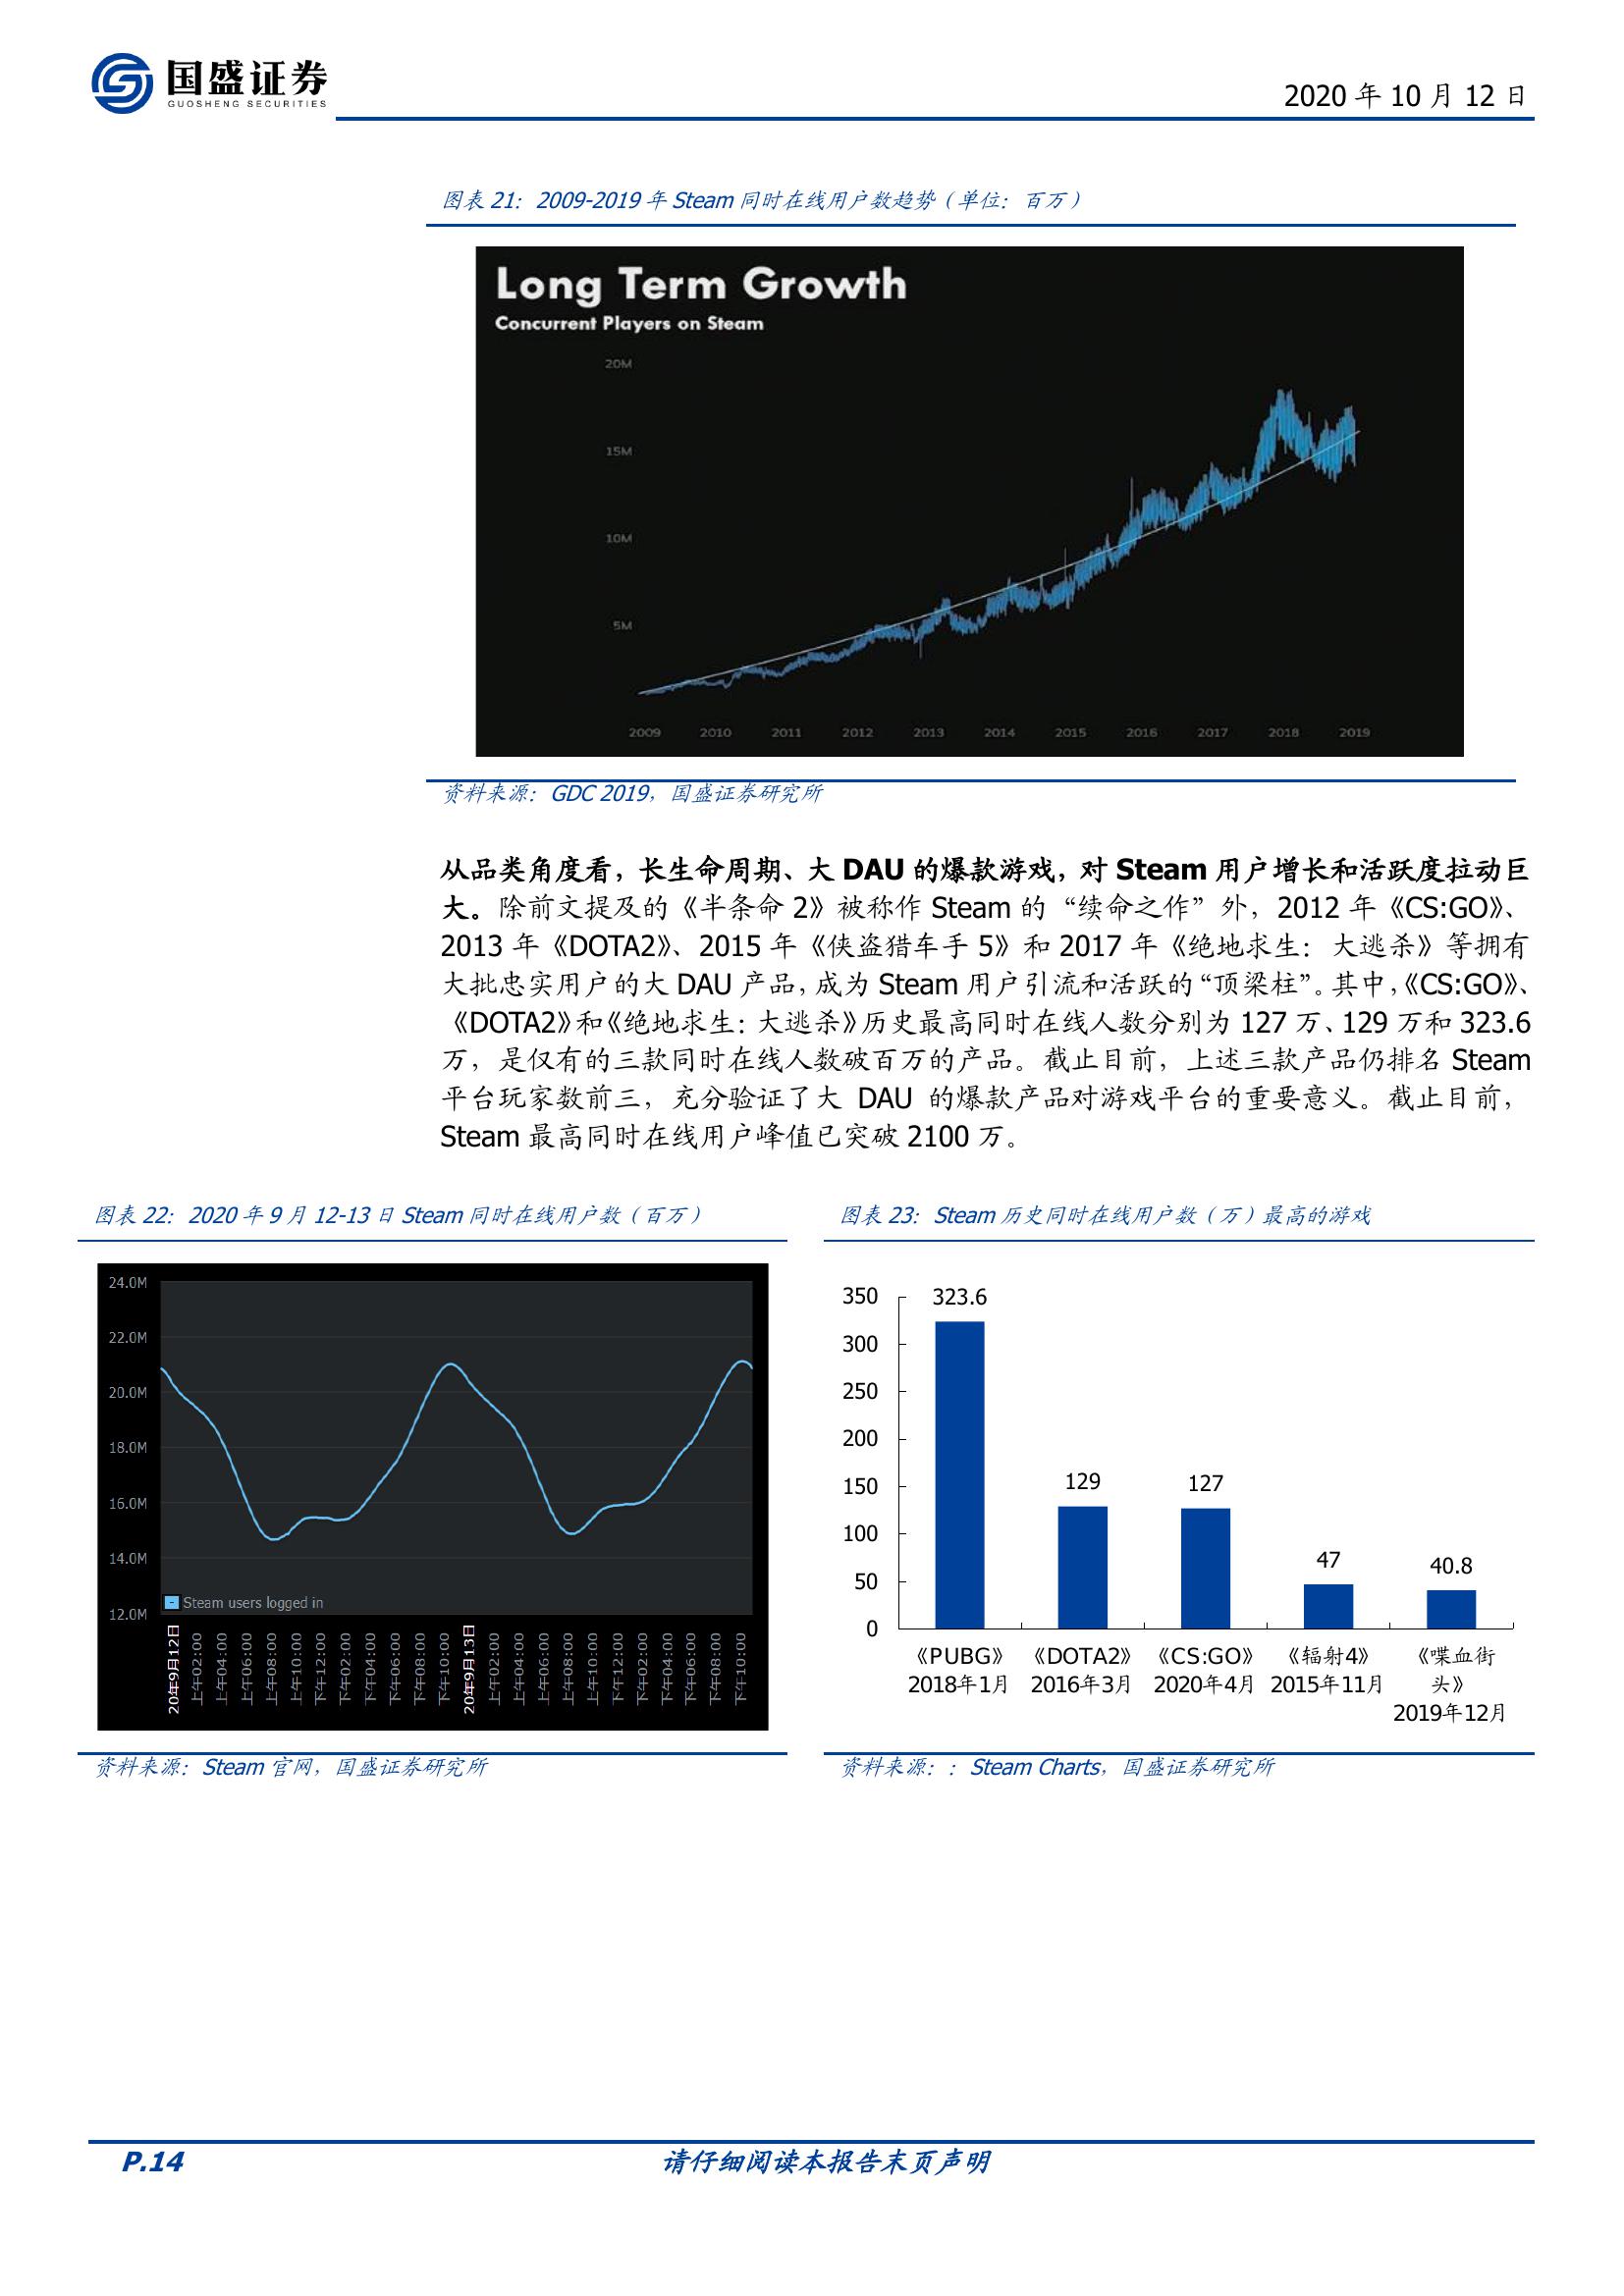 国盛证券
GUOSHENG SECURITIES
2020 年 10 月 12 日
图表 21：2009-2019 年 Steam 同时在线用户数趋势（单位：百万）
Long Term Growth
Concurrent Players on Steam
20M
15M
10M
5M
2009 2010 2011 2012 2013 2014 2015 2016 2017 2018 2019
资料来源：GDC 2019，国盛证券研究所
从品类角度看，长生命周期、大 DAU 的爆款游戏，对 Steam 用户增长和活跃度拉动巨
大。除前文提及的《半条命 2》被称作 Steam 的“续命之作”外，2012 年《CS:GO》、
2013 年《DOTA2》、2015 年《侠盗猎车手 5》和 2017 年《绝地求生：大逃杀》等拥有
大批忠实用户的大 DAU 产品，成为 Steam 用户引流和活跃的“顶梁柱”。其中，《CS:GO》、
《DOTA2》和《绝地求生：大逃杀》历史最高同时在线人数分别为 127 万、129 万和 323.6
万，是仅有的三款同时在线人数破百万的产品。截止目前，上述三款产品仍排名 Steam
平台玩家数前三，充分验证了大 DAU 的爆款产品对游戏平台的重要意义。截止目前，
Steam 最高同时在线用户峰值已突破 2100 万。
图表 22：2020 年 9 月 12-13 日 Steam 同时在线用户数（百万）
24.0M
22.0M
20.0M
18.0M
16.0M
14.0M
12.0M
Steam users logged in
20年9月12日 上午02:00 上午04:00 上午06:00 上午08:00 上午10:00 下午12:00 下午02:00 下午04:00 下午06:00 下午08:00 下午10:00 20年9月13日 上午02:00 上午04:00 上午06:00 上午08:00 上午10:00 下午12:00 下午02:00 下午04:00 下午06:00 下午08:00 下午10:00
资料来源：Steam 官网，国盛证券研究所
图表 23：Steam 历史同时在线用户数（万）最高的游戏
350
300
250
200
150
100
50
0
323.6
129
127
47
40.8
《PUBG》 《DOTA2》 《CS:GO》 《辐射4》 《喋血街
2018年1月 2016年3月 2020年4月 2015年11月 头》
2019年12月
资料来源：：Steam Charts，国盛证券研究所
P.14
请仔细阅读本报告末页声明